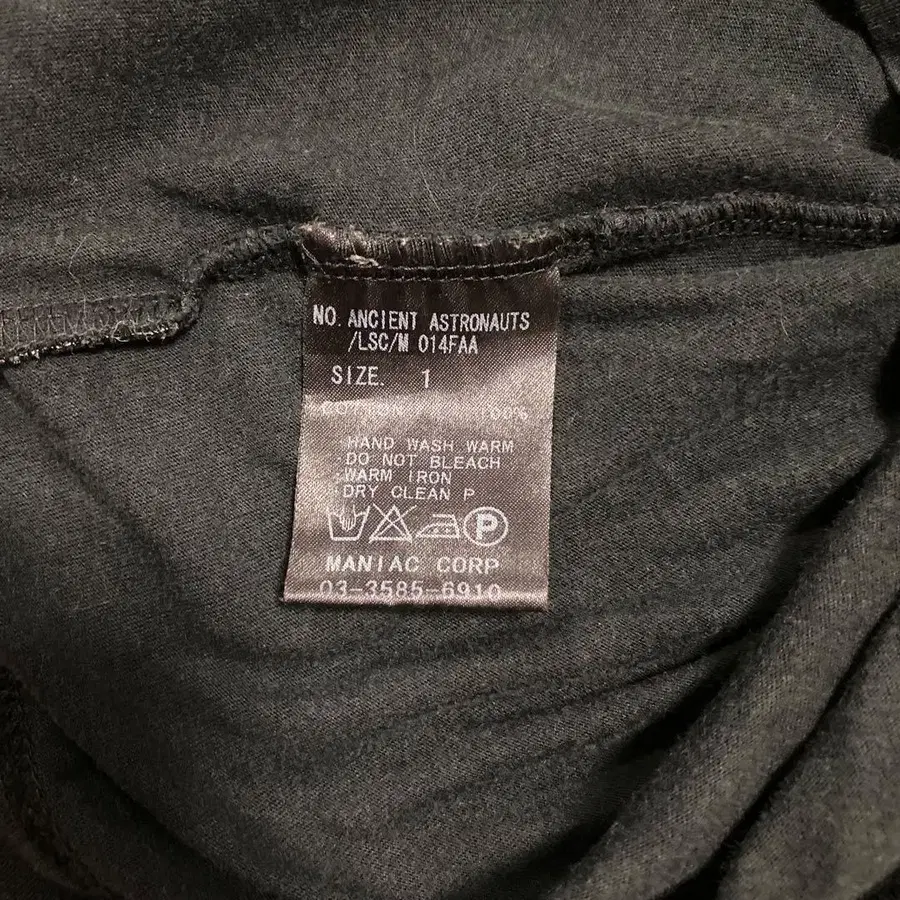 NO. ANCIENT ASTRONAUTS
/LSC/M 014FAA
SIZE. 1
COTTON 100%
HAND WASH WARM
DO NOT BLEACH
WARM IRON
DRY CLEAN P
P
MANIAC CORP
03-3585-6910